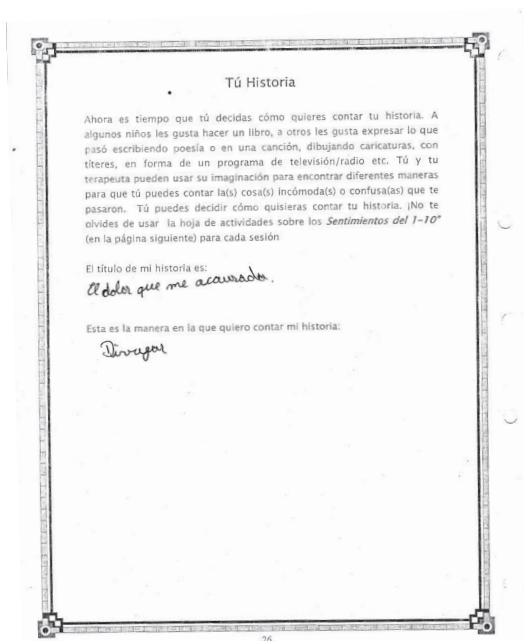 Tú Historia
Ahora es tiempo que tú decidas cómo quieres contar tu historia. A
algunos niños les gusta hacer un libro, a otros les gusta expresar lo que
pasó escribiendo poesía o en una canción, dibujando caricaturas, con
títeres, en forma de un programa de televisión/radio etc. Tú y tu
terapeuta pueden usar su imaginación para encontrar diferentes maneras
para que tú puedes contar la(s) cosa(s) incómoda(s) o confusa(as) que te
pasaron. Tú puedes decidir cómo quisieras contar tu historia. ¡No te
olvides de usar la hoja de actividades sobre los Sentimientos del 1-10"
(en la página siguiente) para cada sesión
El título de mi historia es:
El dolor que me acausado.
Esta es la manera en la que quiero contar mi historia:
26